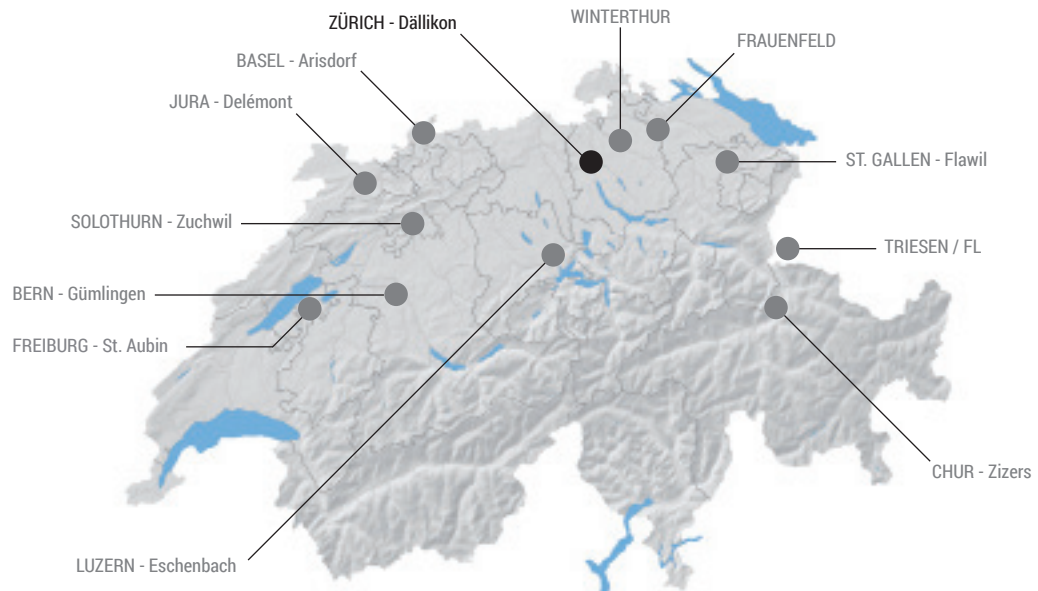 WINTERTHUR
ZÜRICH - Dällikon
FRAUENFELD
BASEL - Arisdorf
JURA - Delémont
ST. GALLEN - Flawil
SOLOTHURN - Zuchwil
TRIESEN / FL
BERN - Gümlingen
FREIBURG - St. Aubin
CHUR - Zizers
LUZERN - Eschenbach